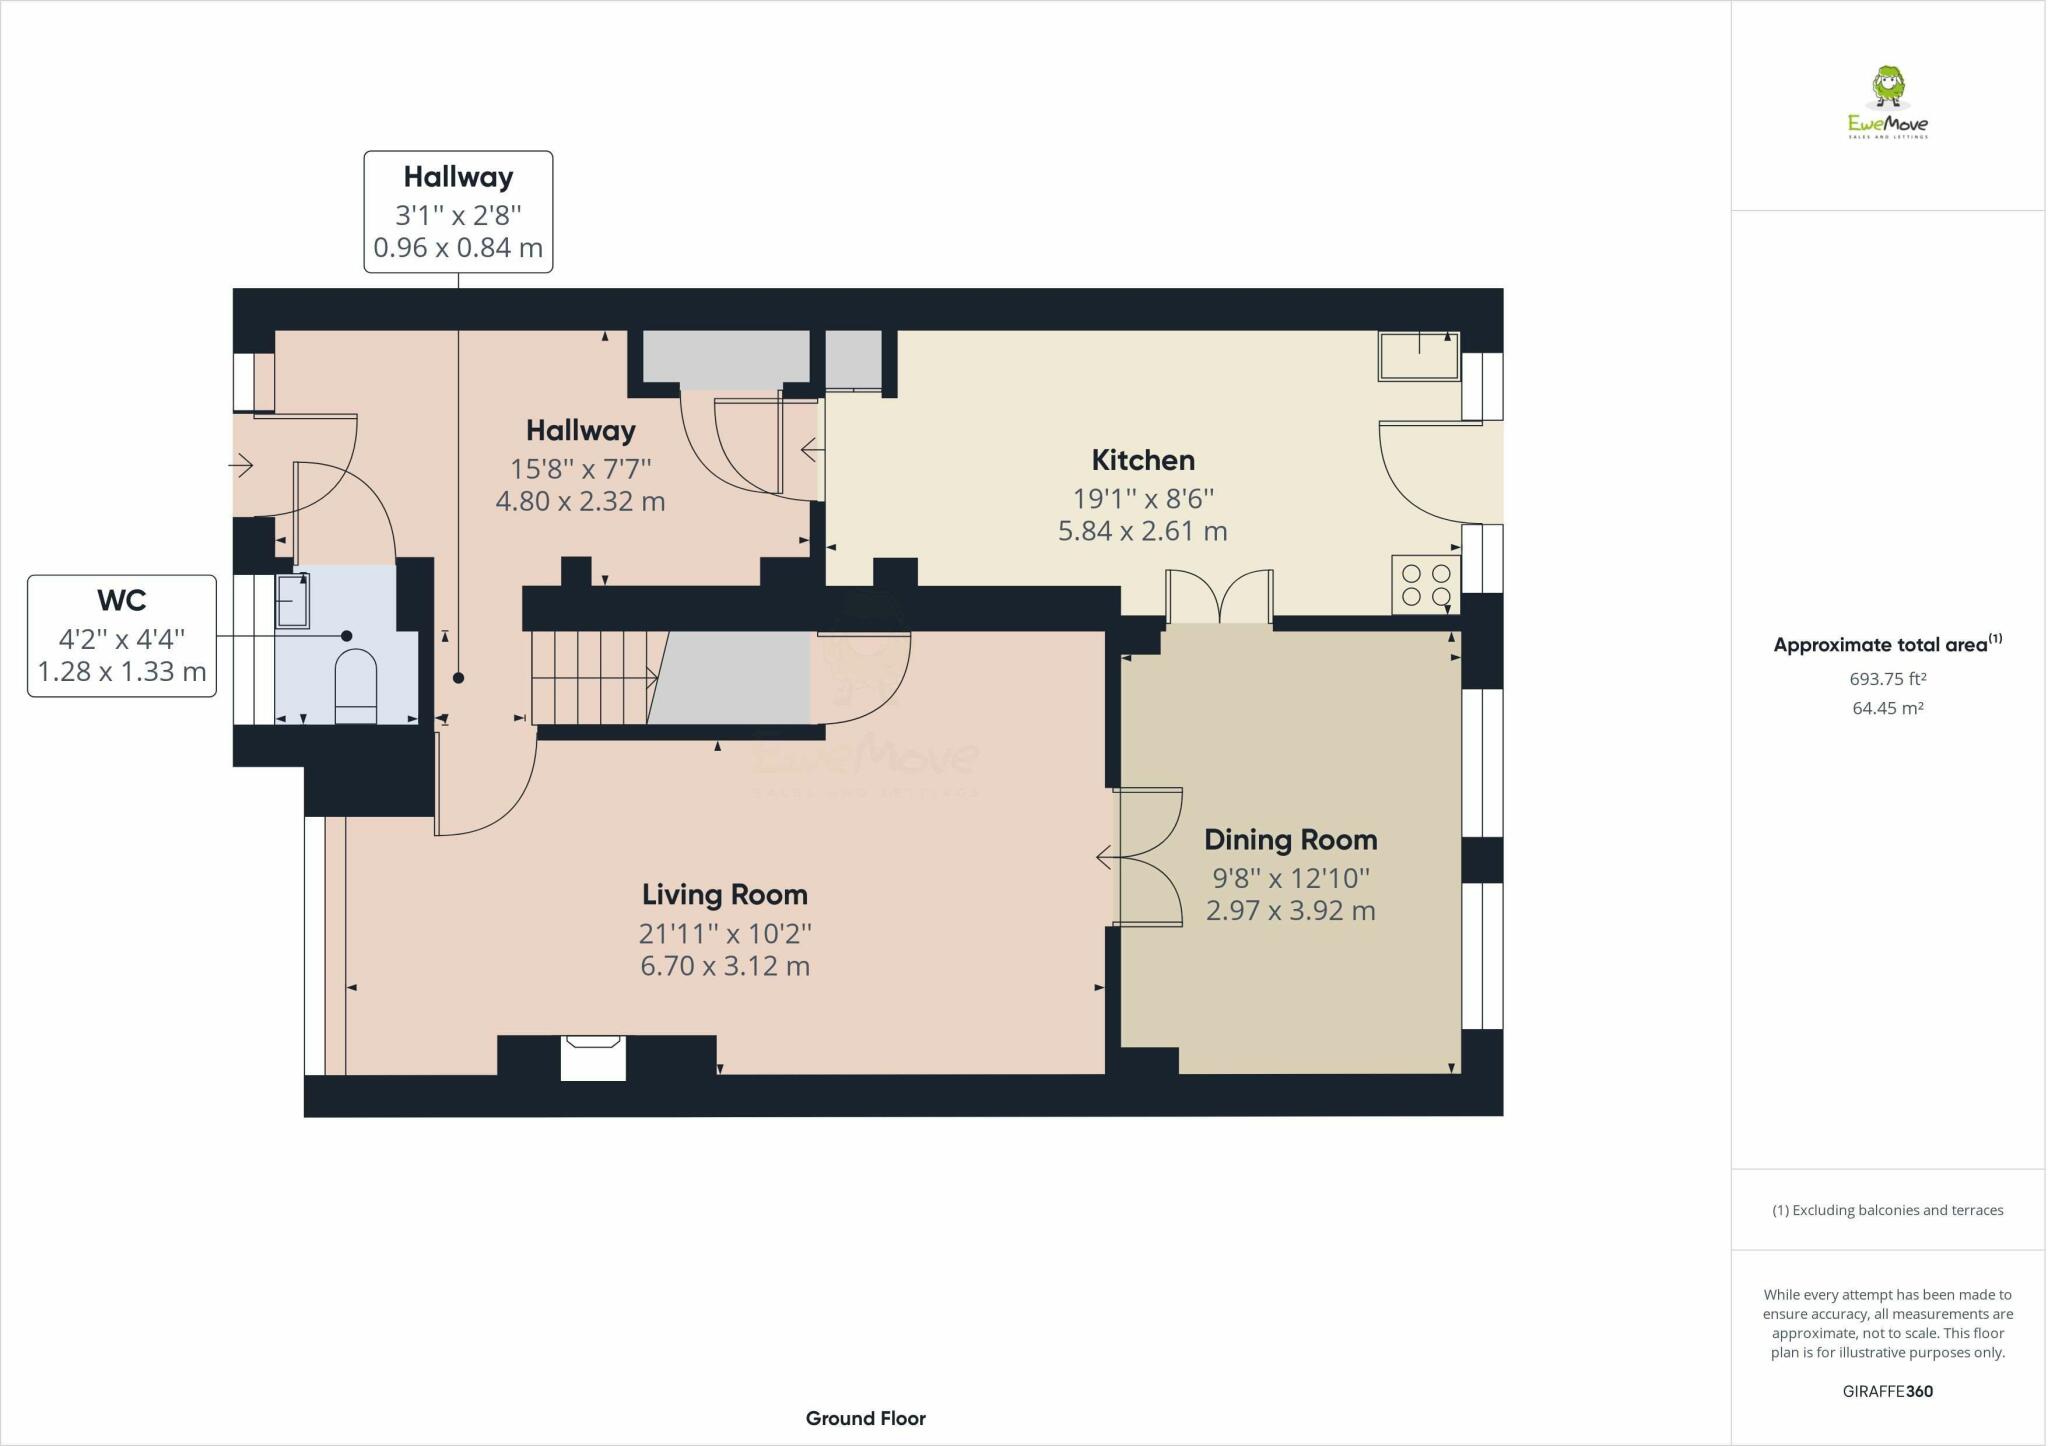 Hallway
3'1'' x 2'8''
0.96 x 0.84 m
Hallway
15'8'' x 7'7''
4.80 x 2.32 m
Kitchen
19'1'' x 8'6''
5.84 x 2.61 m
WC
4'2'' x 4'4''
1.28 x 1.33 m
EweMove
SALES AND LETTINGS
Living Room
21'11'' x 10'2''
6.70 x 3.12 m
Dining Room
9'8'' x 12'10''
2.97 x 3.92 m
Ground Floor
EweMove
SALES AND LETTINGS
Approximate total area(1)
693.75 ft²
64.45 m²
(1) Excluding balconies and terraces
While every attempt has been made to
ensure accuracy, all measurements are
approximate, not to scale. This floor
plan is for illustrative purposes only.
GIRAFFE360